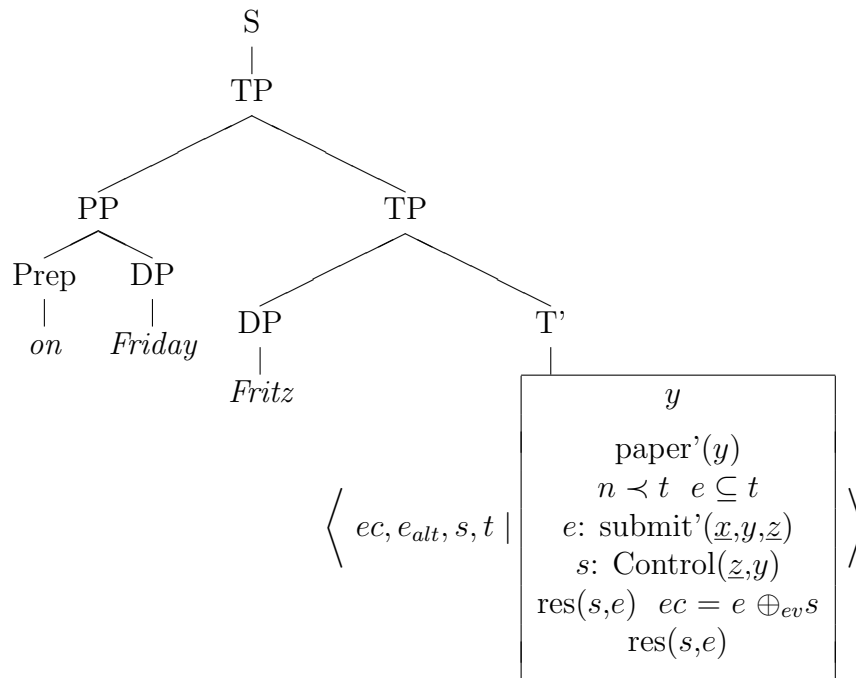 S
TP
PP TP
Prep DP
DP T'
on Friday
Fritz
y
paper'(y)
n ≺ t e ⊆ t
⟨ ec, e_alt, s, t | e: submit'(x,y,z) ⟩
s: Control(z,y)
res(s,e) ec = e ⊕_ev s
res(s,e)